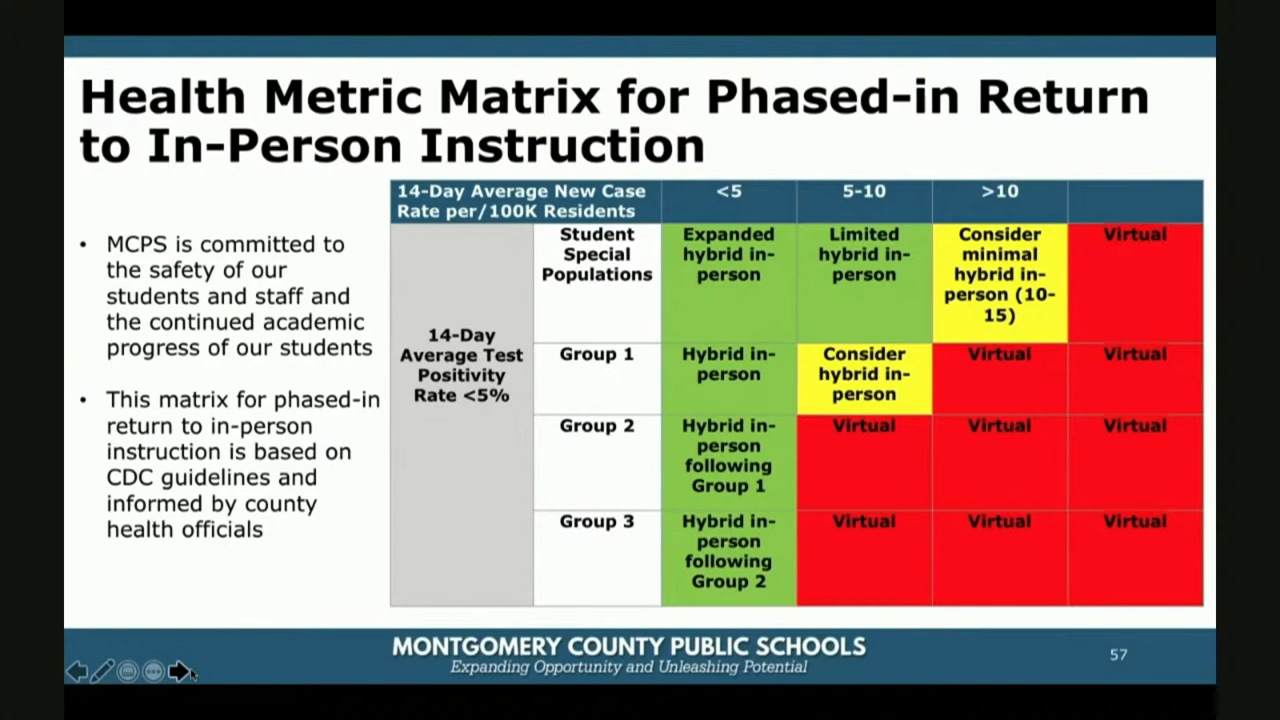 Health Metric Matrix for Phased-in Return
to In-Person Instruction
• MCPS is committed to
the safety of our
students and staff and
the continued academic
progress of our students
• This matrix for phased-in
return to in-person
instruction is based on
CDC guidelines and
informed by county
health officials
14-Day Average New Case
Rate per/100K Residents
<5
5-10
>10
14-Day
Average Test
Positivity
Rate <5%
Student
Special
Populations
Expanded
hybrid in-
person
Limited
hybrid in-
person
Consider
minimal
hybrid in-
person (10-
15)
Virtual
Group 1
Hybrid in-
person
Consider
hybrid in-
person
Virtual
Virtual
Group 2
Hybrid in-
person
following
Group 1
Virtual
Virtual
Virtual
Group 3
Hybrid in-
person
following
Group 2
Virtual
Virtual
Virtual
MONTGOMERY COUNTY PUBLIC SCHOOLS
Expanding Opportunity and Unleashing Potential
57